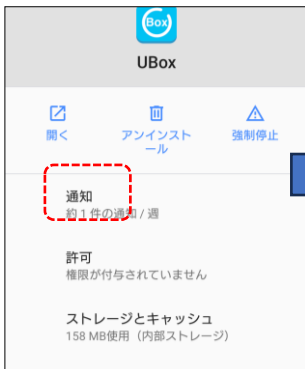 Box
UBox
開く
アンインスト
ール
強制停止
通知
約 1 件の通知 / 週
許可
権限が付与されていません
ストレージとキャッシュ
158 MB使用（内部ストレージ）